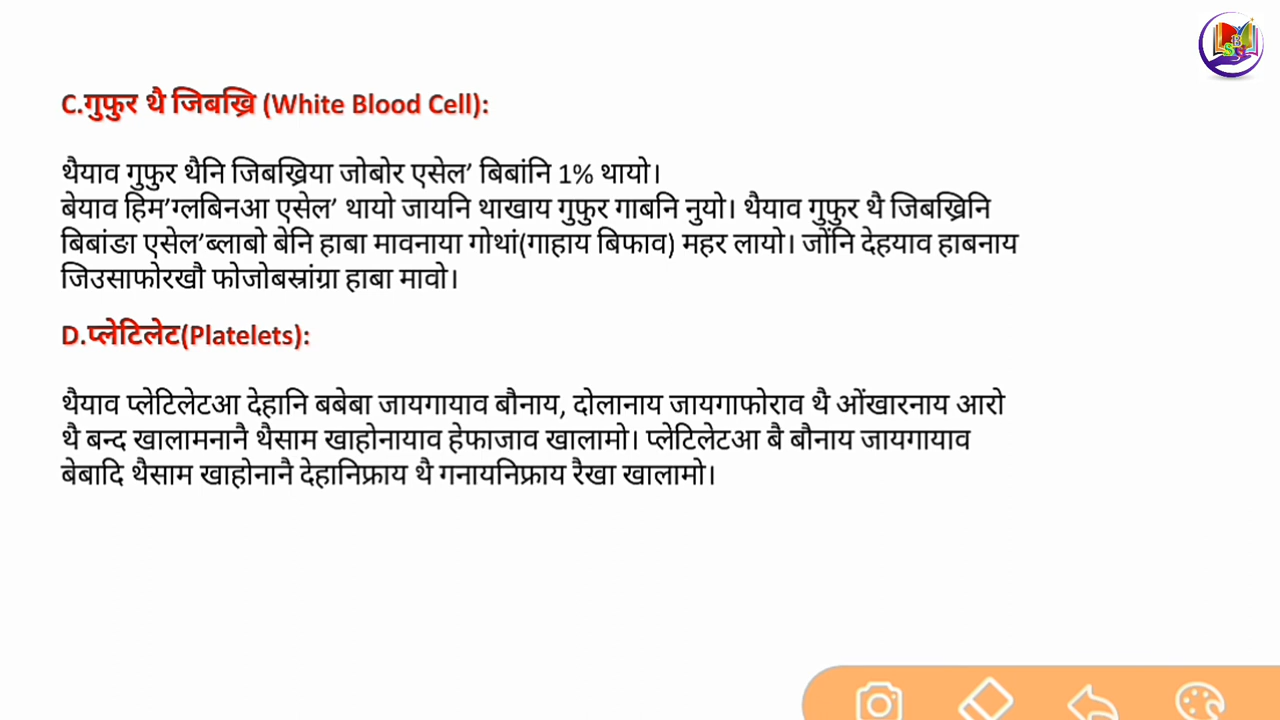 C.गुफुर थै जिबख्रि (White Blood Cell):
थैयाव गुफुर थैनि जिबख्रिया जोबोर एसेल’ बिबांनि 1% थायो।
बेयाव हिम’ग्लबिनआ एसेल’ थायो जायनि थाखाय गुफुर गाबनि नुयो। थैयाव गुफुर थै जिबख्रिनि
बिबांङा एसेल’ब्लाबो बेनि हाबा मावनाया गोथां(गाहाय बिफाव) महर लायो। जोंनि देहयाव हाबनाय
जिउसाफोरखौ फोजोबस्रांग्रा हाबा मावो।
D.प्लेटिलेट(Platelets):
थैयाव प्लेटिलेटआ देहानि बबेबा जायगायाव बौनाय, दोलानाय जायगाफोराव थै ओंखारनाय आरो
थै बन्द खालामनानै थैसाम खाहोनायाव हेफाजाव खालामो। प्लेटिलेटआ बै बौनाय जायगायाव
बेबादि थैसाम खाहोनानै देहानिफ्राय थै गनायनिफ्राय रैखा खालामो।